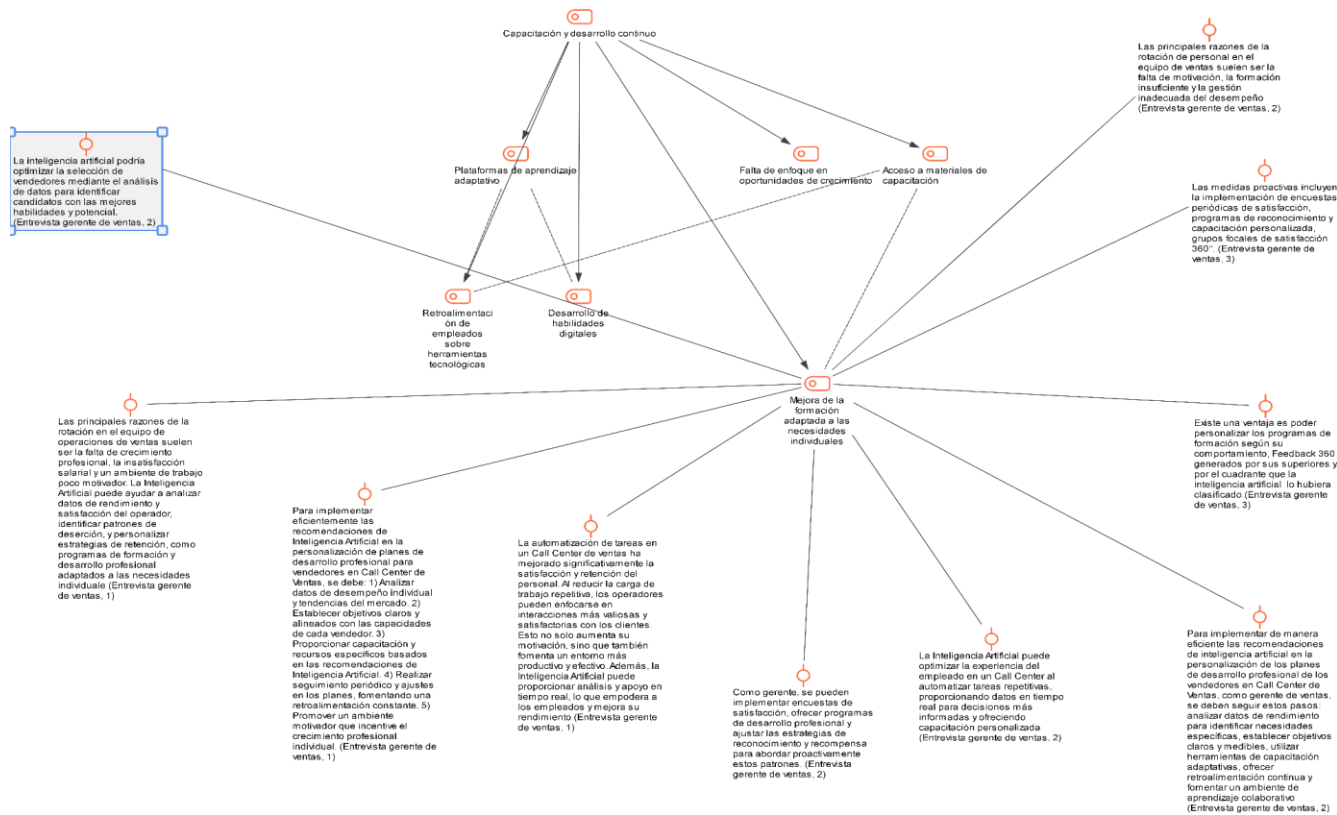 Capacitación y desarrollo continuo
Las principales razones de la
rotación de personal en el
equipo de ventas suelen ser la
falta de motivación, la formación
insuficiente y la gestión
inadecuada del desempeño
(Entrevista gerente de ventas, 2)
La inteligencia artificial podría
optimizar la selección de
vendedores mediante el análisis
de datos para identificar
candidatos con las mejores
habilidades y potencial.
(Entrevista gerente de ventas, 2)
Plataformas de aprendizaje
adaptativo
Falta de enfoque en
oportunidades de crecimiento
Acceso a materiales de
capacitación
Las medidas proactivas incluyen
la implementación de encuestas
periódicas de satisfacción,
programas de reconocimiento y
capacitación personalizada,
grupos focales de satisfacción
360°. (Entrevista gerente de
ventas, 3)
Retroalimentaci
ón de
empleados
sobre
herramientas
tecnológicas
Desarrollo de
habilidades
digitales
Mejora de la
formación
adaptada a las
necesidades
individuales
Las principales razones de la
rotación en el equipo de
operaciones de ventas suelen
ser la falta de crecimiento
profesional, la insatisfacción
salarial y un ambiente de trabajo
poco motivador. La Inteligencia
Artificial puede ayudar a analizar
datos de rendimiento y
satisfacción del operador,
identificar patrones de
deserción, y personalizar
estrategias de retención, como
programas de formación y
desarrollo profesional
adaptados a las necesidades
individuale (Entrevista gerente
de ventas, 1)
Existe una ventaja es poder
personalizar los programas de
formación según su
comportamiento, Feedback 360
generados por sus superiores y
por el cuadrante que la
inteligencia artificial lo hubiera
clasificado (Entrevista gerente
de ventas, 3)
Para implementar
eficientemente las
recomendaciones de
Inteligencia Artificial en la
personalización de planes de
desarrollo profesional para
vendedores en Call Center de
Ventas, se debe: 1) Analizar
datos de desempeño individual
y tendencias del mercado. 2)
Establecer objetivos claros y
alineados con las capacidades
de cada vendedor. 3)
Proporcionar capacitación y
recursos específicos basados
en las recomendaciones de
Inteligencia Artificial. 4) Realizar
seguimiento periódico y ajustes
en los planes, fomentando una
retroalimentación constante. 5)
Promover un ambiente
motivador que incentive el
crecimiento profesional
individual. (Entrevista gerente de
ventas, 1)
La automatización de tareas en
un Call Center de ventas ha
mejorado significativamente la
satisfacción y retención del
personal. Al reducir la carga de
trabajo repetitiva, los operadores
pueden enfocarse en
interacciones más valiosas y
satisfactorias con los clientes.
Esto no solo aumenta su
motivación, sino que también
fomenta un entorno más
productivo y efectivo. Además, la
Inteligencia Artificial puede
proporcionar análisis y apoyo en
tiempo real, lo que empodera a
los empleados y mejora su
rendimiento (Entrevista gerente
de ventas, 1)
Como gerente, se pueden
implementar encuestas de
satisfacción, ofrecer programas
de desarrollo profesional y
ajustar las estrategias de
reconocimiento y recompensa
para abordar proactivamente
estos patrones. (Entrevista
gerente de ventas, 2)
La Inteligencia Artificial puede
optimizar la experiencia del
empleado en un Call Center al
automatizar tareas repetitivas,
proporcionando datos en tiempo
real para decisiones más
informadas y ofreciendo
capacitación personalizada
(Entrevista gerente de ventas, 2)
Para implementar de manera
eficiente las recomendaciones
de inteligencia artificial en la
personalización de los planes
de desarrollo profesional de los
vendedores en Call Center de
Ventas, como gerente de ventas,
se deben seguir estos pasos:
analizar datos de rendimiento
para identificar necesidades
específicas, establecer objetivos
claros y medibles, utilizar
herramientas de capacitación
adaptativas, ofrecer
retroalimentación continua y
fomentar un ambiente de
aprendizaje colaborativo
(Entrevista gerente de ventas, 2)